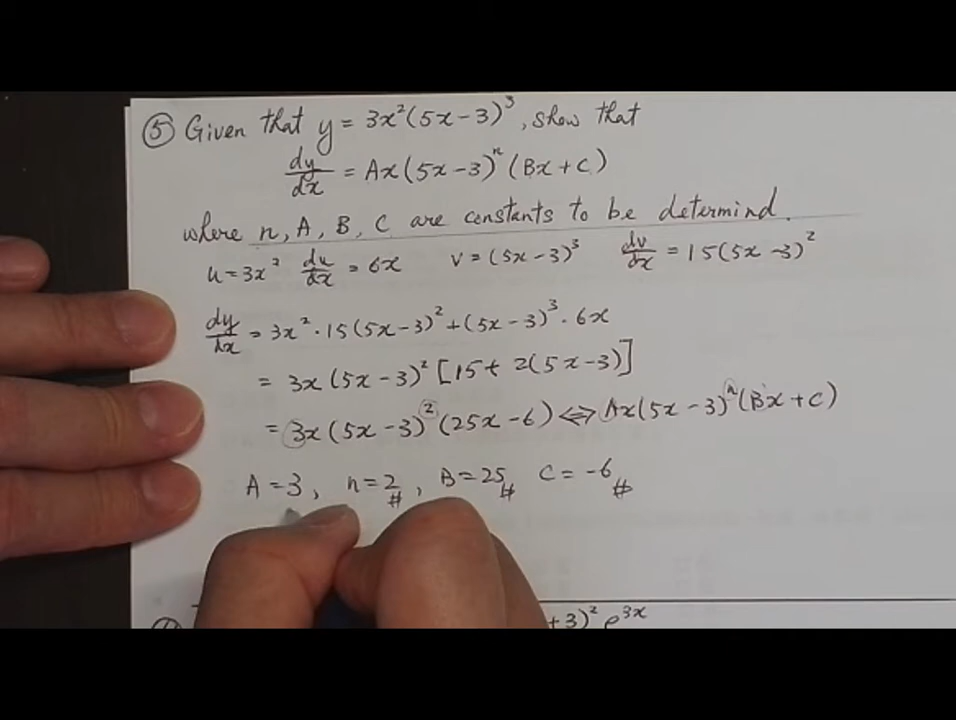 ⑤ Given that y = 3x²(5x-3)³, show that
dy/dx = Ax(5x-3)ⁿ(Bx+C)
where n, A, B, C are constants to be determind.
u=3x² du/dx = 6x v=(5x-3)³ dv/dx = 15(5x-3)²
dy/dx = 3x²·15(5x-3)²+(5x-3)³·6x
= 3x(5x-3)²[15+2(5x-3)]
= 3x(5x-3)²(25x-6) ⇔ Ax(5x-3)ⁿ(Bx+C)
A=3, n=2#, B=25# C=-6#
+3)² e³ˣ